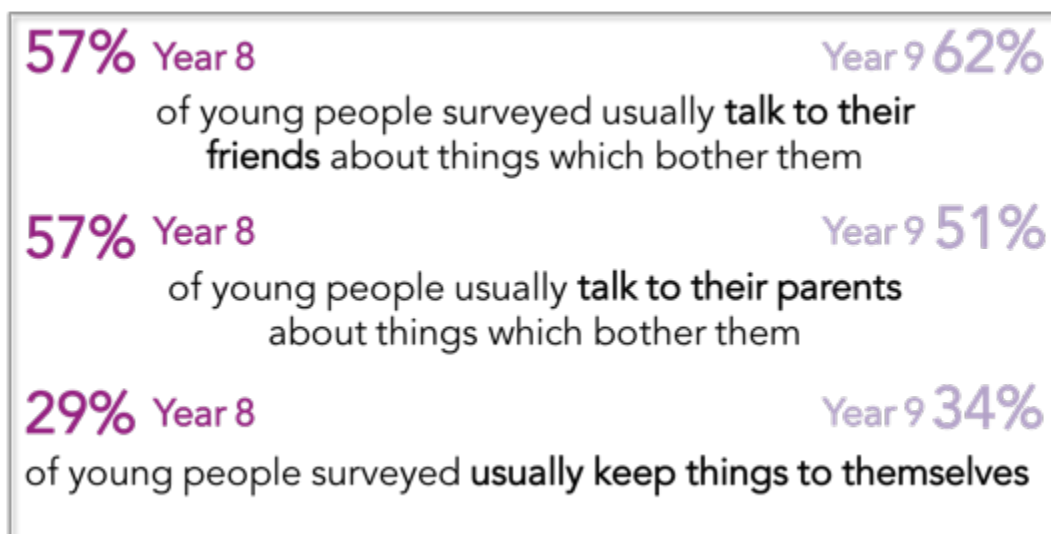 57% Year 8 Year 9 62%
of young people surveyed usually talk to their
friends about things which bother them
57% Year 8 Year 9 51%
of young people usually talk to their parents
about things which bother them
29% Year 8 Year 9 34%
of young people surveyed usually keep things to themselves